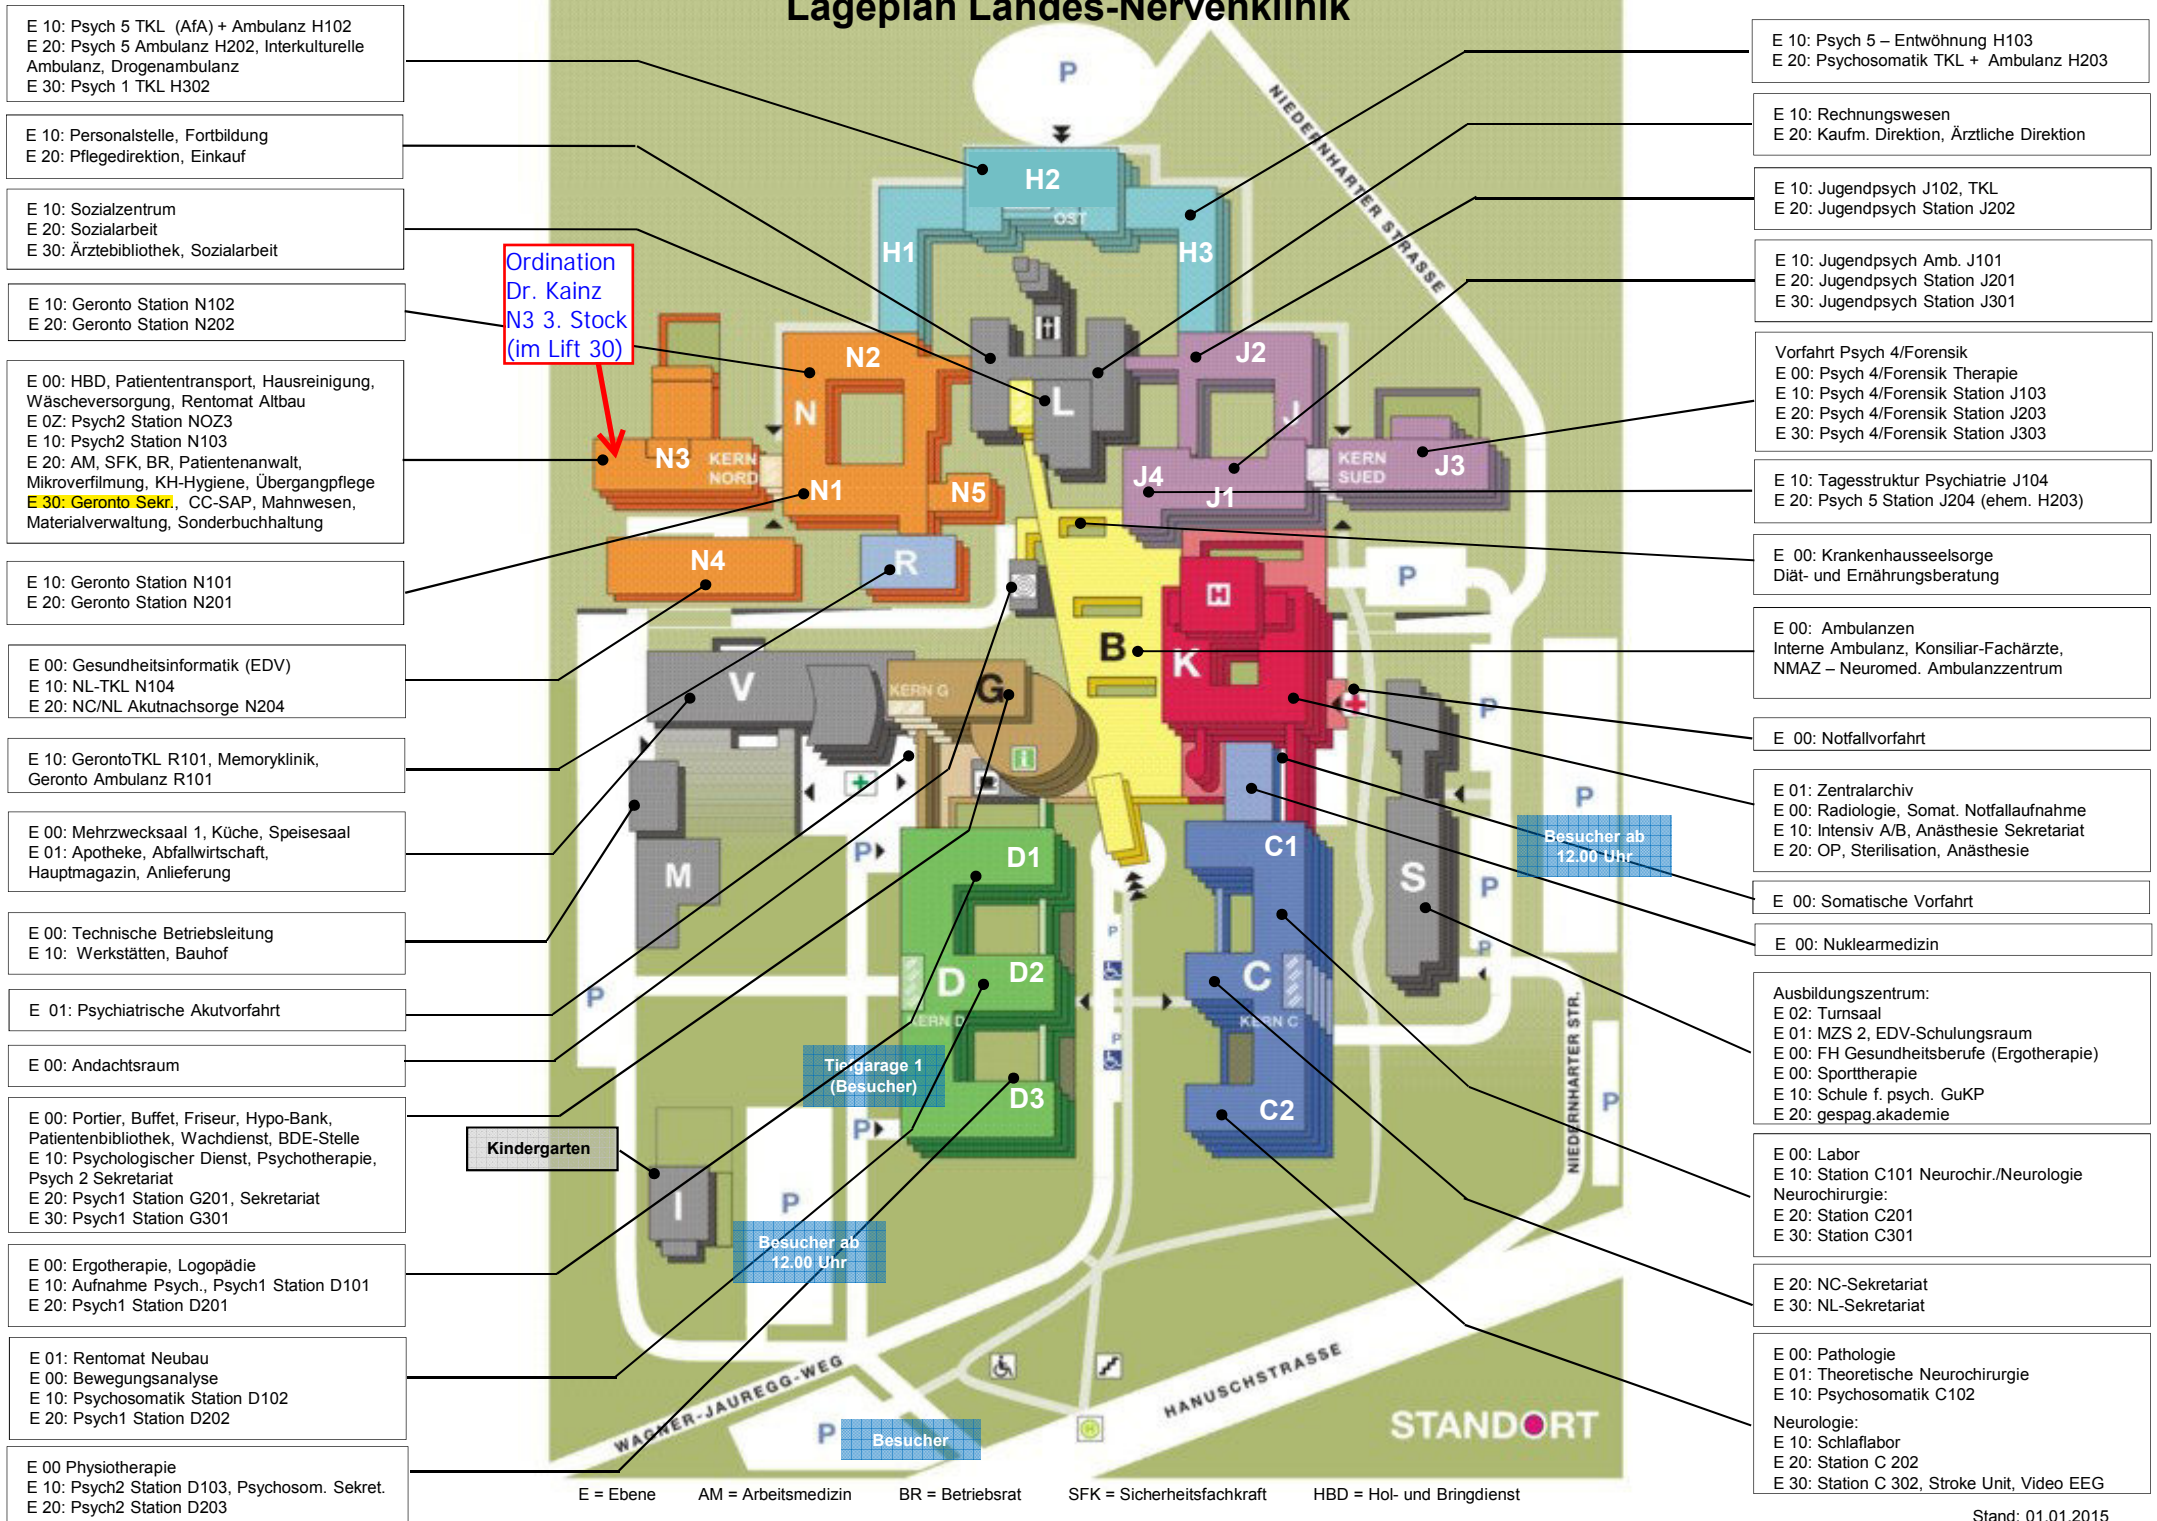 Lageplan Landes-Nervenklinik
E 10: Psych 5 TKL (AfA) + Ambulanz H102
E 20: Psych 5 Ambulanz H202, Interkulturelle
Ambulanz, Drogenambulanz
E 30: Psych 1 TKL H302
E 10: Personalstelle, Fortbildung
E 20: Pflegedirektion, Einkauf
E 10: Sozialzentrum
E 20: Sozialarbeit
E 30: Ärztebibliothek, Sozialarbeit
E 10: Geronto Station N102
E 20: Geronto Station N202
E 00: HBD, Patiententransport, Hausreinigung,
Wäscheversorgung, Rentomat Altbau
E 0Z: Psych2 Station NOZ3
E 10: Psych2 Station N103
E 20: AM, SFK, BR, Patientenanwalt,
Mikroverfilmung, KH-Hygiene, Übergangpflege
E 30: Geronto Sekr., CC-SAP, Mahnwesen,
Materialverwaltung, Sonderbuchhaltung
E 10: Geronto Station N101
E 20: Geronto Station N201
E 00: Gesundheitsinformatik (EDV)
E 10: NL-TKL N104
E 20: NC/NL Akutnachsorge N204
E 10: GerontoTKL R101, Memoryklinik,
Geronto Ambulanz R101
E 00: Mehrzwecksaal 1, Küche, Speisesaal
E 01: Apotheke, Abfallwirtschaft,
Hauptmagazin, Anlieferung
E 00: Technische Betriebsleitung
E 10: Werkstätten, Bauhof
E 01: Psychiatrische Akutvorfahrt
E 00: Andachtsraum
E 00: Portier, Buffet, Friseur, Hypo-Bank,
Patientenbibliothek, Wachdienst, BDE-Stelle
E 10: Psychologischer Dienst, Psychotherapie,
Psych 2 Sekretariat
E 20: Psych1 Station G201, Sekretariat
E 30: Psych1 Station G301
E 00: Ergotherapie, Logopädie
E 10: Aufnahme Psych., Psych1 Station D101
E 20: Psych1 Station D201
E 01: Rentomat Neubau
E 00: Bewegungsanalyse
E 10: Psychosomatik Station D102
E 20: Psych1 Station D202
E 00 Physiotherapie
E 10: Psych2 Station D103, Psychosom. Sekret.
E 20: Psych2 Station D203
Ordination
Dr. Kainz
N3 3. Stock
(im Lift 30)
P
H2
OST
H1
H3
NIEDERNHARTER STRASSE
H
N2
J2
N
L
J
N3
KERN
NORD
N1
N5
J4
J1
KERN
SUED
J3
N4
R
P
H
B
K
V
KERN G
G
i
P
P
M
P
D1
C1
S
Besucher ab
12.00 Uhr
P
P
P
D
D2
C
P
KERN D
KERN C
P
Tiefgarage 1
(Besucher)
D3
C2
P
P
NIEDERNHARTER STR.
Kindergarten
I
P
Besucher ab
12.00 Uhr
WAGNER-JAUREGG-WEG
HANUSCHSTRASSE
H
P
Besucher
STANDORT
E = Ebene AM = Arbeitsmedizin BR = Betriebsrat SFK = Sicherheitsfachkraft HBD = Hol- und Bringdienst
E 10: Psych 5 – Entwöhnung H103
E 20: Psychosomatik TKL + Ambulanz H203
E 10: Rechnungswesen
E 20: Kaufm. Direktion, Ärztliche Direktion
E 10: Jugendpsych J102, TKL
E 20: Jugendpsych Station J202
E 10: Jugendpsych Amb. J101
E 20: Jugendpsych Station J201
E 30: Jugendpsych Station J301
Vorfahrt Psych 4/Forensik
E 00: Psych 4/Forensik Therapie
E 10: Psych 4/Forensik Station J103
E 20: Psych 4/Forensik Station J203
E 30: Psych 4/Forensik Station J303
E 10: Tagesstruktur Psychiatrie J104
E 20: Psych 5 Station J204 (ehem. H203)
E 00: Krankenhausseelsorge
Diät- und Ernährungsberatung
E 00: Ambulanzen
Interne Ambulanz, Konsiliar-Fachärzte,
NMAZ – Neuromed. Ambulanzzentrum
E 00: Notfallvorfahrt
E 01: Zentralarchiv
E 00: Radiologie, Somat. Notfallaufnahme
E 10: Intensiv A/B, Anästhesie Sekretariat
E 20: OP, Sterilisation, Anästhesie
E 00: Somatische Vorfahrt
E 00: Nuklearmedizin
Ausbildungszentrum:
E 02: Turnsaal
E 01: MZS 2, EDV-Schulungsraum
E 00: FH Gesundheitsberufe (Ergotherapie)
E 00: Sporttherapie
E 10: Schule f. psych. GuKP
E 20: gespag.akademie
E 00: Labor
E 10: Station C101 Neurochir./Neurologie
Neurochirurgie:
E 20: Station C201
E 30: Station C301
E 20: NC-Sekretariat
E 30: NL-Sekretariat
E 00: Pathologie
E 01: Theoretische Neurochirurgie
E 10: Psychosomatik C102
Neurologie:
E 10: Schlaflabor
E 20: Station C 202
E 30: Station C 302, Stroke Unit, Video EEG
Stand: 01.01.2015